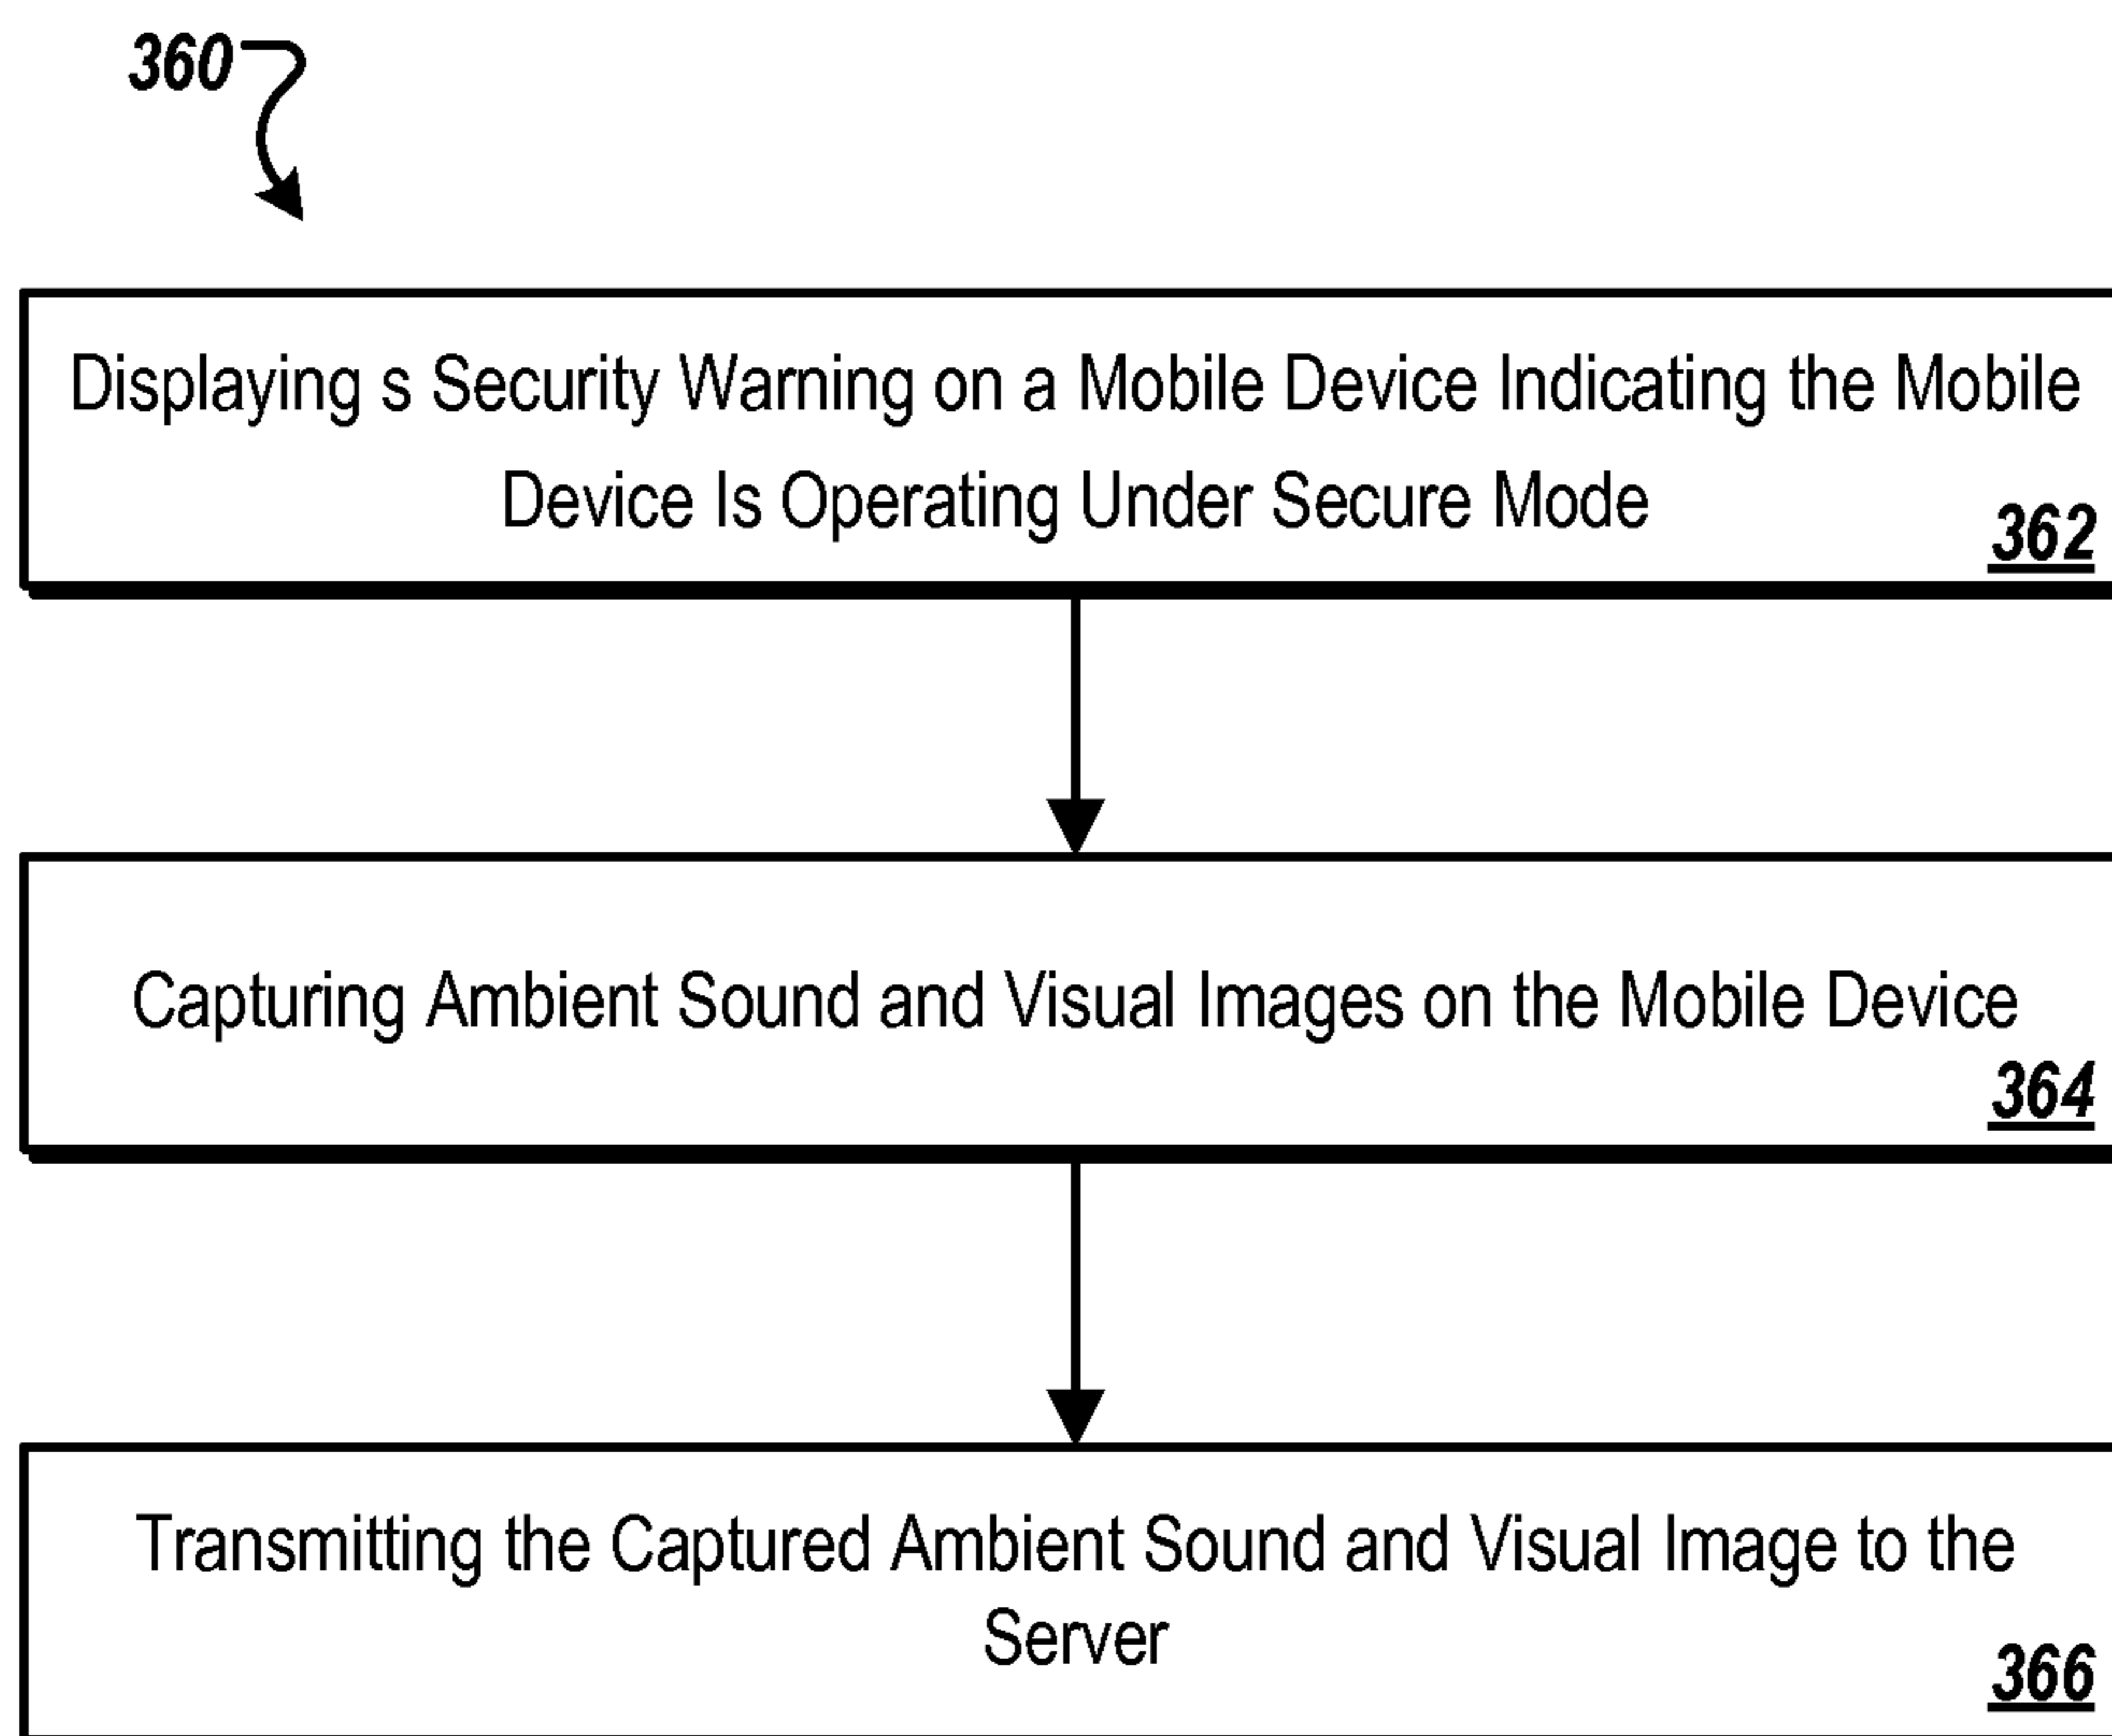 360
Displaying s Security Warning on a Mobile Device Indicating the Mobile
Device Is Operating Under Secure Mode
362
Capturing Ambient Sound and Visual Images on the Mobile Device
364
Transmitting the Captured Ambient Sound and Visual Image to the
Server
366